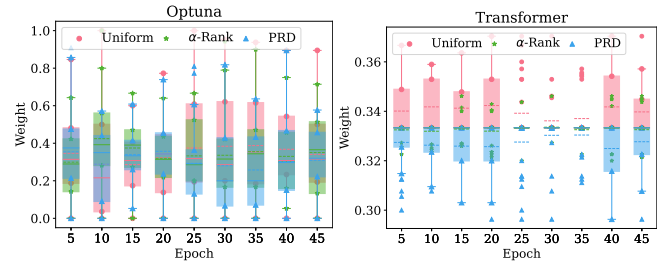 Optuna
Uniform α-Rank PRD
Weight
1.0
0.8
0.6
0.4
0.2
0.0
5 10 15 20 25 30 35 40 45
Epoch
Transformer
Uniform α-Rank PRD
Weight
0.36
0.34
0.32
0.30
5 10 15 20 25 30 35 40 45
Epoch